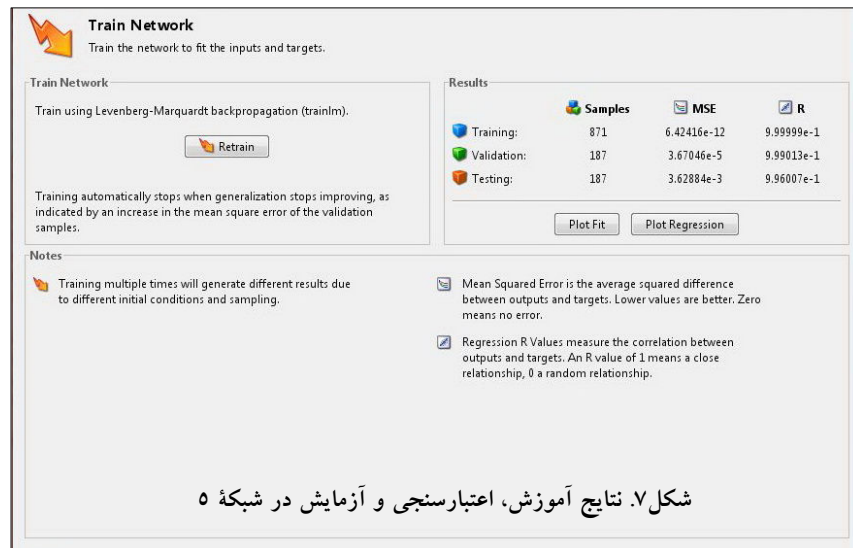 Train Network
Train the network to fit the inputs and targets.
Train Network
Train using Levenberg-Marquardt backpropagation (trainlm).
Retrain
Training automatically stops when generalization stops improving, as
indicated by an increase in the mean square error of the validation
samples.
Results
Samples MSE R
Training: 871 6.42416e-12 9.99999e-1
Validation: 187 3.67046e-5 9.99013e-1
Testing: 187 3.62884e-3 9.96007e-1
Plot Fit Plot Regression
Notes
Training multiple times will generate different results due
to different initial conditions and sampling.
Mean Squared Error is the average squared difference
between outputs and targets. Lower values are better. Zero
means no error.
Regression R Values measure the correlation between
outputs and targets. An R value of 1 means a close
relationship, 0 a random relationship.
شکل۷. نتایج آموزش، اعتبارسنجی و آزمایش در شبکهٔ ۵